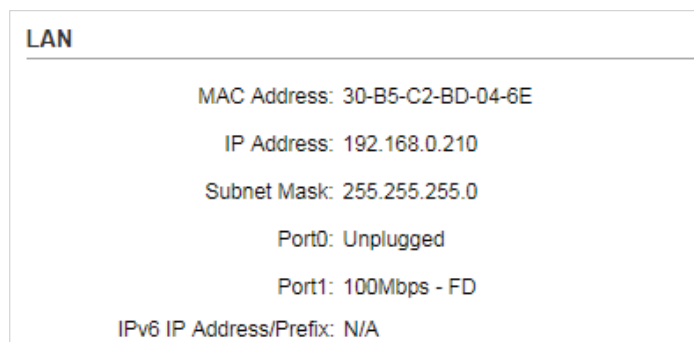 LAN
MAC Address: 30-B5-C2-BD-04-6E
IP Address: 192.168.0.210
Subnet Mask: 255.255.255.0
Port0: Unplugged
Port1: 100Mbps - FD
IPv6 IP Address/Prefix: N/A